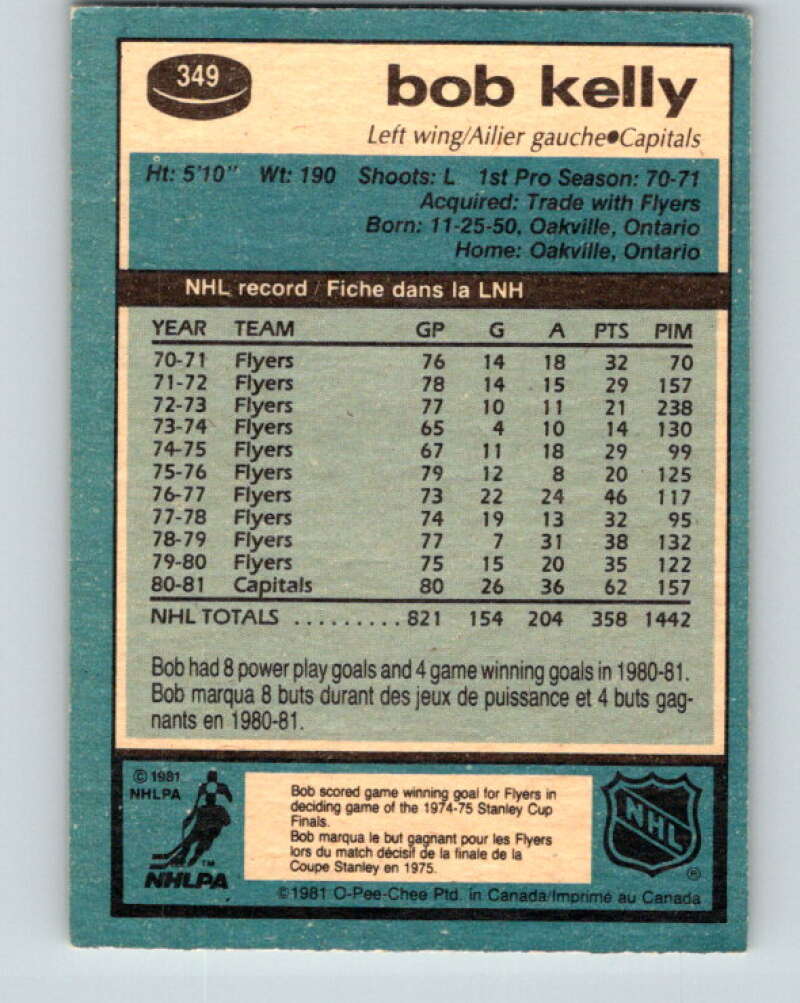 349
bob kelly
Left wing/Ailier gauche●Capitals
Ht: 5'10" Wt: 190 Shoots: L 1st Pro Season: 70-71
Acquired: Trade with Flyers
Born: 11-25-50, Oakville, Ontario
Home: Oakville, Ontario
NHL record / Fiche dans la LNH
YEAR TEAM GP G A PTS PIM
70-71 Flyers 76 14 18 32 70
71-72 Flyers 78 14 15 29 157
72-73 Flyers 77 10 11 21 238
73-74 Flyers 65 4 10 14 130
74-75 Flyers 67 11 18 29 99
75-76 Flyers 79 12 8 20 125
76-77 Flyers 73 22 24 46 117
77-78 Flyers 74 19 13 32 95
78-79 Flyers 77 7 31 38 132
79-80 Flyers 75 15 20 35 122
80-81 Capitals 80 26 36 62 157
NHL TOTALS ......... 821 154 204 358 1442
Bob had 8 power play goals and 4 game winning goals in 1980-81.
Bob marqua 8 buts durant des jeux de puissance et 4 buts gag-
nants en 1980-81.
© 1981
NHLPA
Bob scored game winning goal for Flyers in
deciding game of the 1974-75 Stanley Cup
Finals.
Bob marqua le but gagnant pour les Flyers
lors du match décisif de la finale de la
Coupe Stanley en 1975.
™
NHLPA
NHL
®
©1981 O-Pee-Chee Ptd. in Canada/Imprimé au Canada